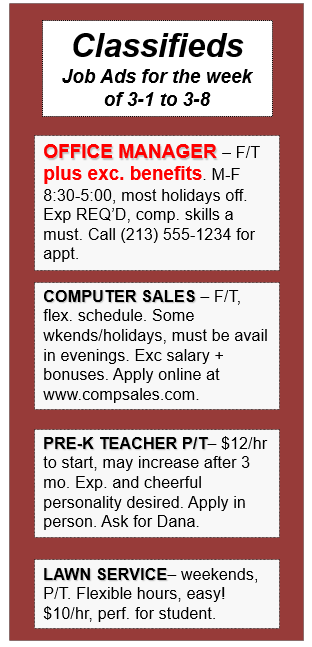 Classifieds
Job Ads for the week
of 3-1 to 3-8
OFFICE MANAGER – F/T
plus exc. benefits. M-F
8:30-5:00, most holidays off.
Exp REQ’D, comp. skills a
must. Call (213) 555-1234 for
appt.
COMPUTER SALES – F/T,
flex. schedule. Some
wkends/holidays, must be avail
in evenings. Exc salary +
bonuses. Apply online at
www.compsales.com.
PRE-K TEACHER P/T– $12/hr
to start, may increase after 3
mo. Exp. and cheerful
personality desired. Apply in
person. Ask for Dana.
LAWN SERVICE– weekends,
P/T. Flexible hours, easy!
$10/hr, perf. for student.